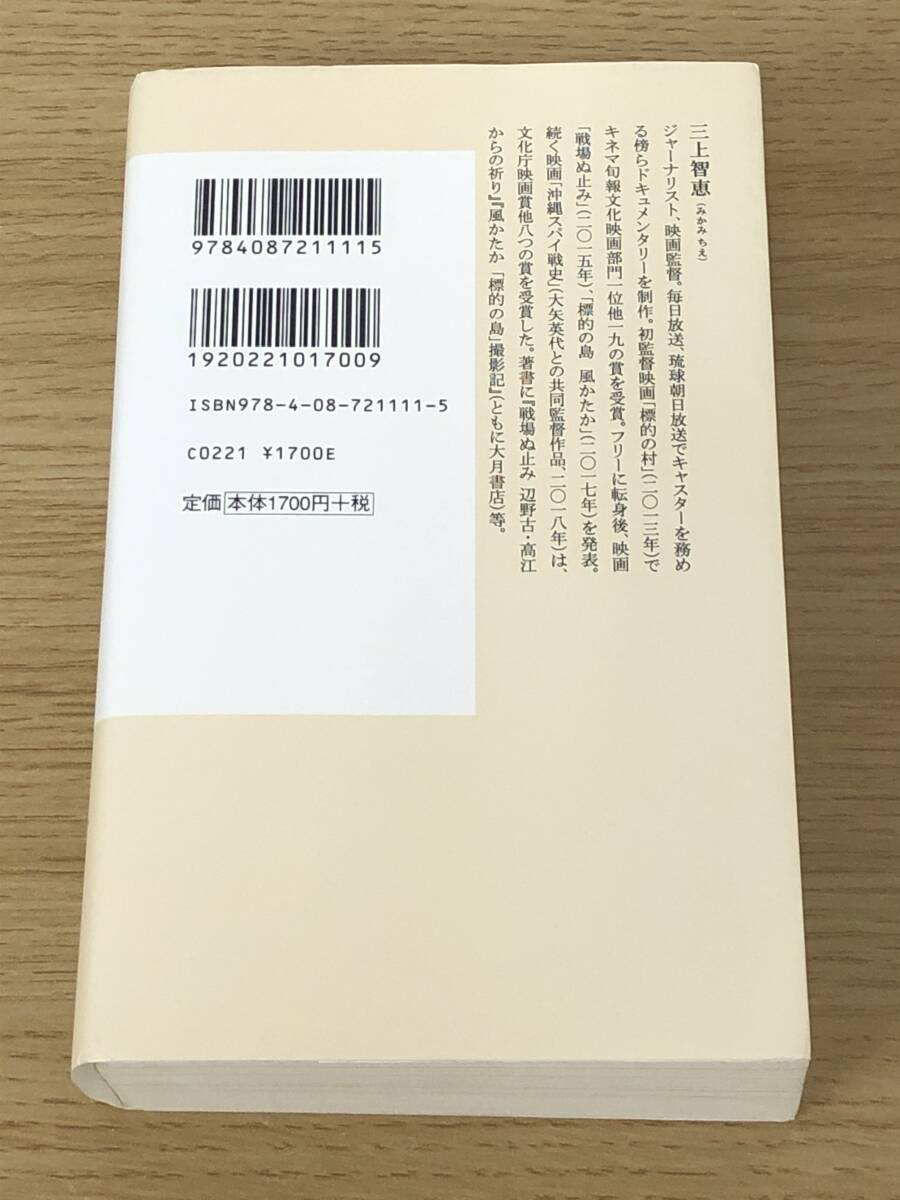 三上智恵（みかみ ちえ）
ジャーナリスト、映画監督。毎日放送、琉球朝日放送でキャスターを務め
る傍らドキュメンタリーを制作。初監督映画「標的の村」（二〇一三年）で
キネマ旬報文化映画部門一位他一九の賞を受賞。フリーに転身後、映画
「戦場ぬ止み」（二〇一五年）、「標的の島 風かたか」（二〇一七年）を発表。
続く映画「沖縄スパイ戦史」（大矢英代との共同監督作品、二〇一八年）は、
文化庁映画賞他八つの賞を受賞した。著書に『戦場ぬ止み 辺野古・高江
からの祈り』『風かたか 「標的の島」撮影記』（ともに大月書店）等。
9784087211115
1920221017009
ISBN978-4-08-721111-5
C0221 ¥1700E
定価 本体1700円+税